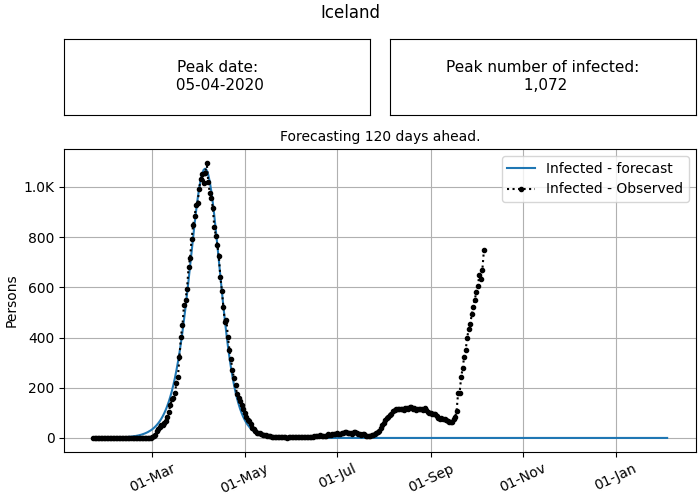 Iceland
Peak date:
05-04-2020
Peak number of infected:
1,072
Forecasting 120 days ahead.
Infected - forecast
Infected - Observed
Persons
1.0K
800
600
400
200
0
01-Mar
01-May
01-Jul
01-Sep
01-Nov
01-Jan